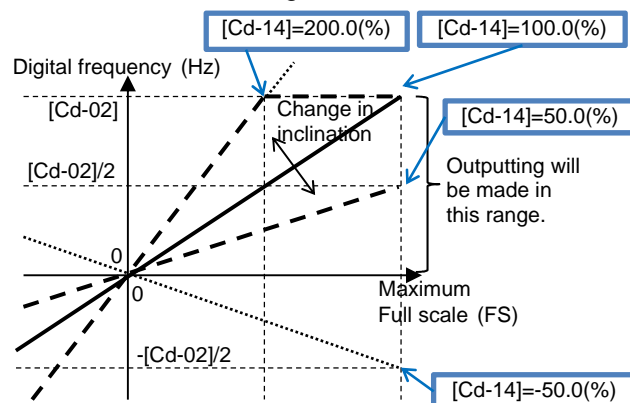 [Cd-14]=200.0(%)
[Cd-14]=100.0(%)
Digital frequency (Hz)
[Cd-02]
Change in
inclination
[Cd-14]=50.0(%)
[Cd-02]/2
Outputting will
be made in
this range.
0
0
Maximum
Full scale (FS)
-[Cd-02]/2
[Cd-14]=-50.0(%)